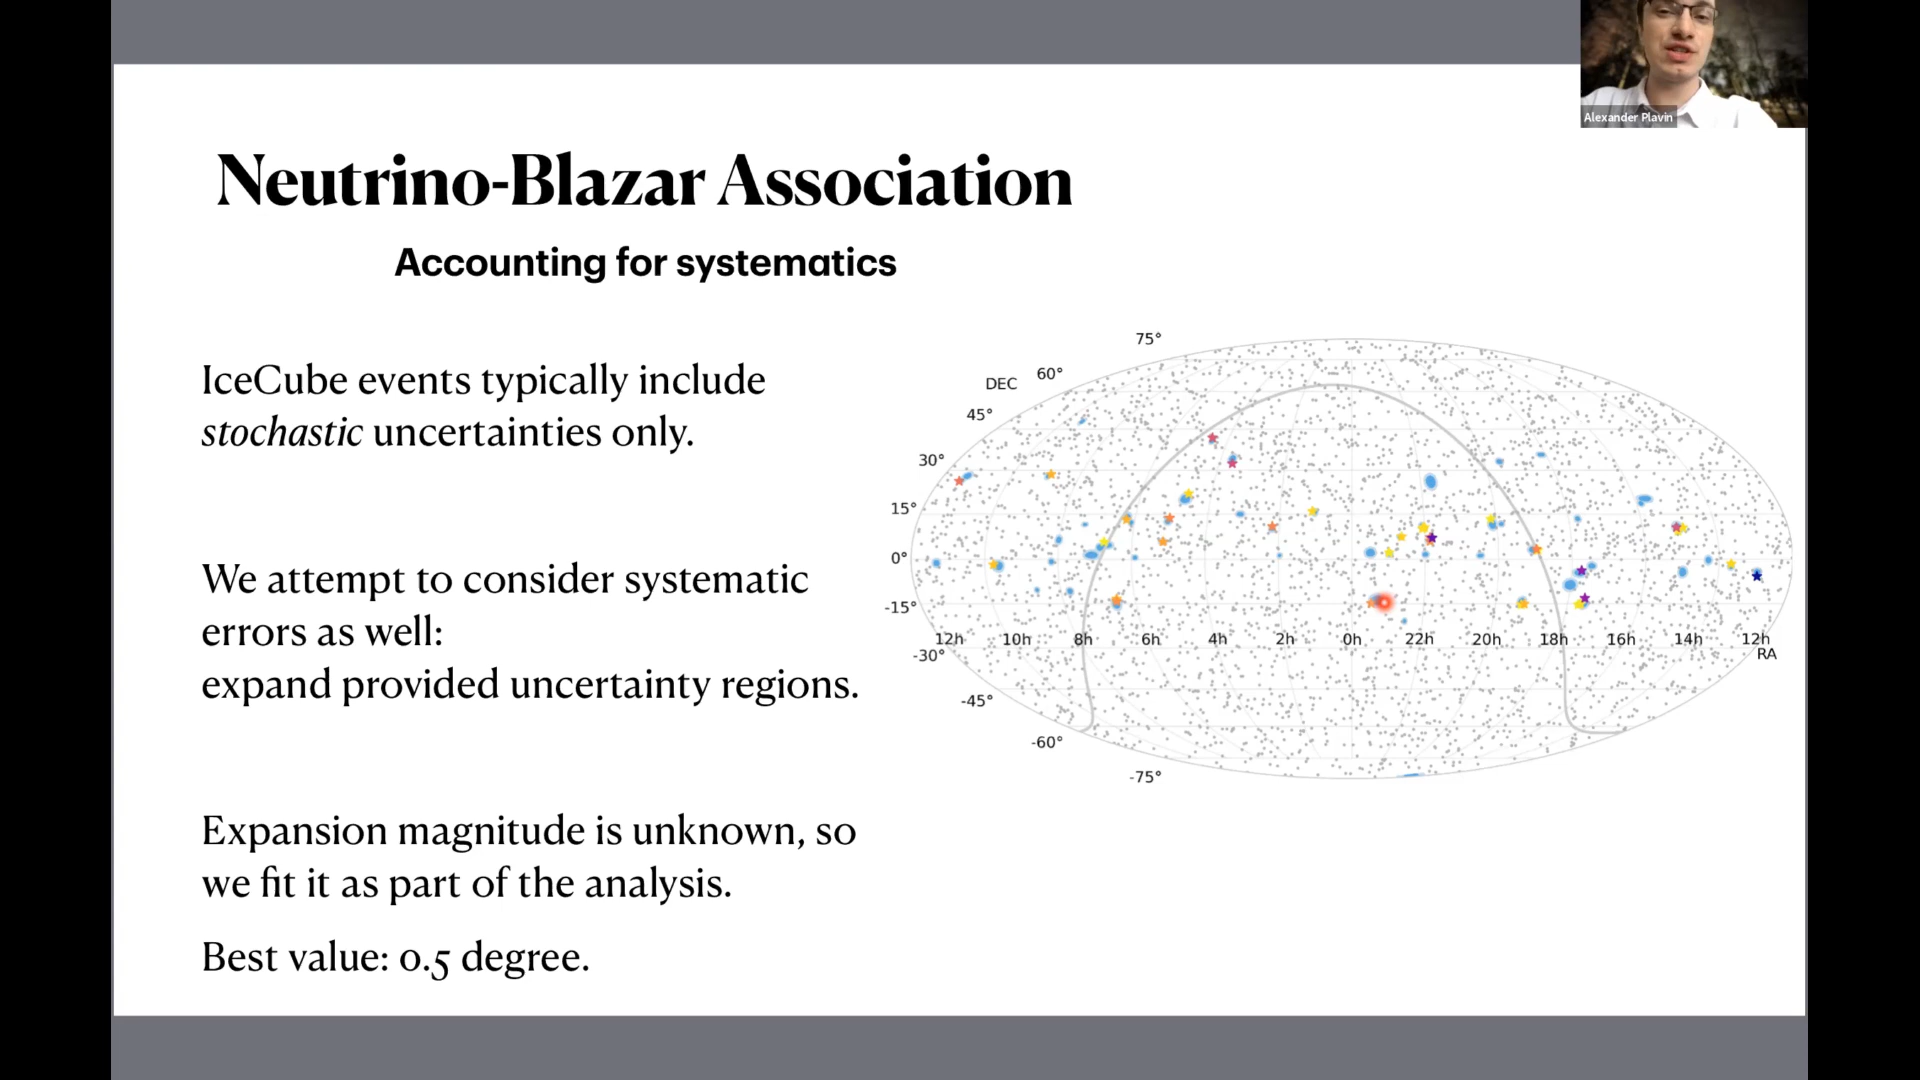 Alexander Plavin
Neutrino-Blazar Association
Accounting for systematics
IceCube events typically include
stochastic uncertainties only.
We attempt to consider systematic
errors as well:
expand provided uncertainty regions.
Expansion magnitude is unknown, so
we fit it as part of the analysis.
Best value: 0.5 degree.
75°
DEC 60°
45°
30°
15°
0°
-15°
12h 10h 8h 6h 4h 2h 0h 22h 20h 18h 16h 14h 12h
-30° RA
-45°
-60°
-75°